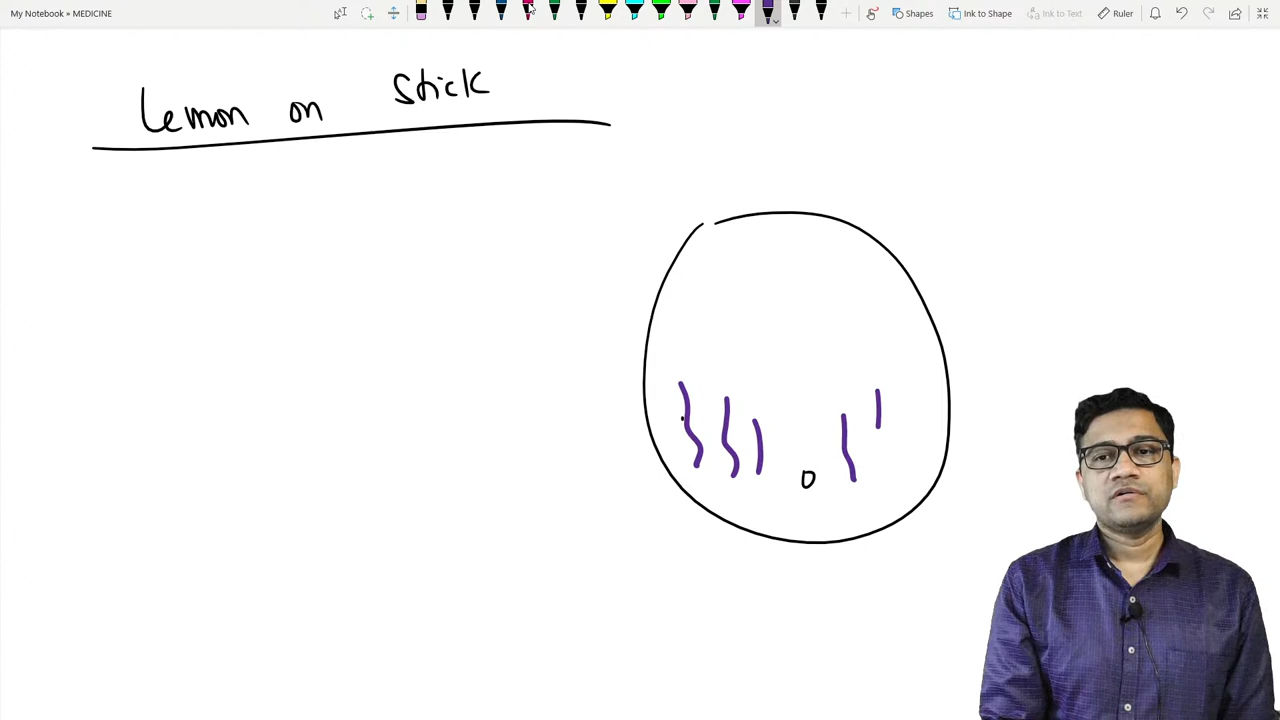 My Notebook » MEDICINE
Shapes
Ink to Shape
Ink to Text
Ruler
Lemon on Stick